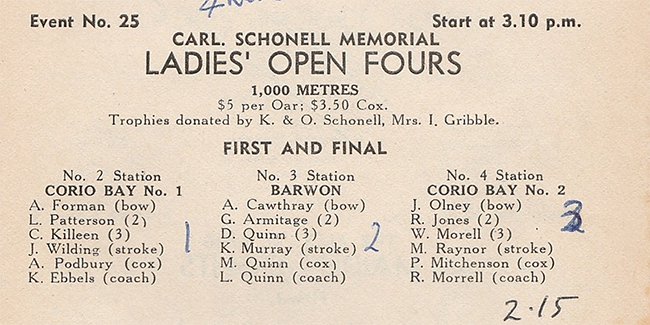 Event No. 25 Start at 3.10 p.m.
CARL. SCHONELL MEMORIAL
LADIES' OPEN FOURS
1,000 METRES
$5 per Oar; $3.50 Cox.
Trophies donated by K. & O. Schonell, Mrs. I. Gribble.
FIRST AND FINAL
No. 2 Station
CORIO BAY No. 1
A. Forman (bow)
L. Patterson (2)
C. Killeen (3)
J. Wilding (stroke)
A. Podbury (cox)
K. Ebbels (coach)
1
No. 3 Station
BARWON
A. Cawthray (bow)
G. Armitage (2)
D. Quinn (3)
K. Murray (stroke)
M. Quinn (cox)
L. Quinn (coach)
2
No. 4 Station
CORIO BAY No. 2
J. Olney (bow)
R. Jones (2)
W. Morell (3)
M. Raynor (stroke)
P. Mitchenson (cox)
R. Morrell (coach)
3
2.15